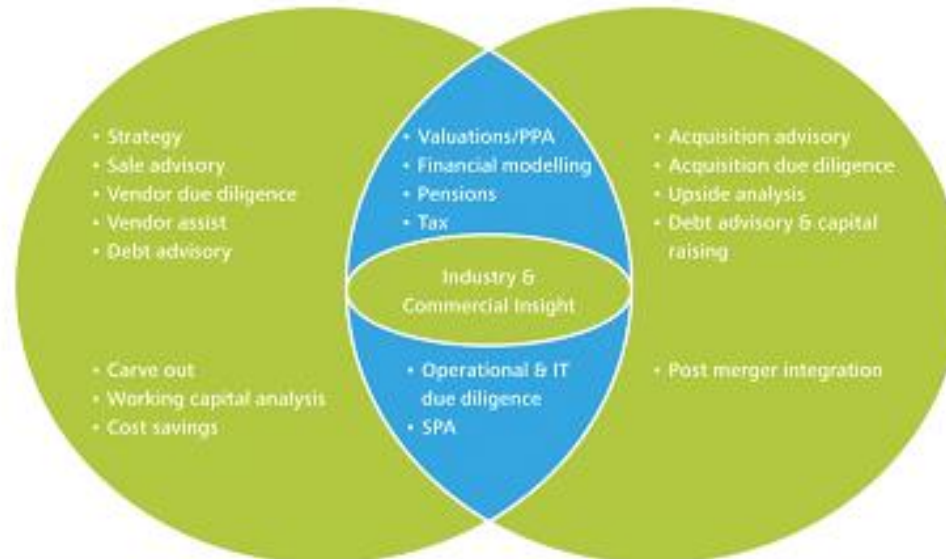 • Strategy
• Sale advisory
• Vendor due diligence
• Vendor assist
• Debt advisory
• Carve out
• Working capital analysis
• Cost savings
• Valuations/PPA
• Financial modelling
• Pensions
• Tax
Industry &
Commercial Insight
• Operational & IT
due diligence
• SPA
• Acquisition advisory
• Acquisition due diligence
• Upside analysis
• Debt advisory & capital
raising
• Post merger integration